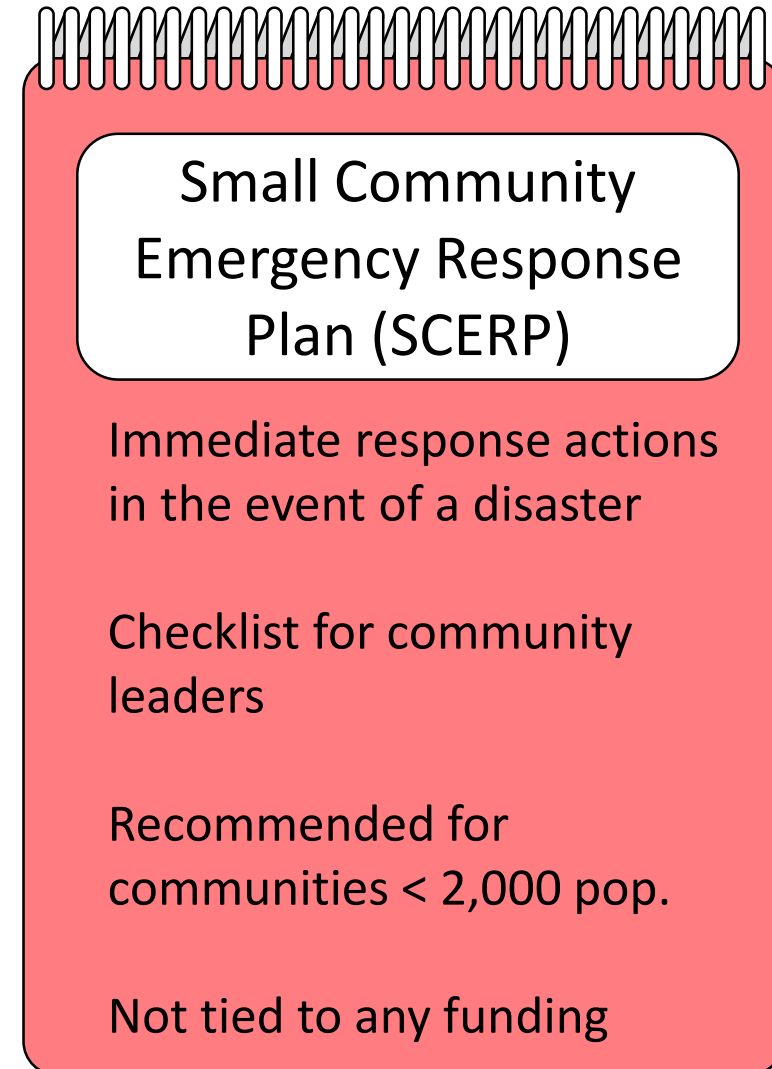 Small Community
Emergency Response
Plan (SCERP)
Immediate response actions
in the event of a disaster
Checklist for community
leaders
Recommended for
communities < 2,000 pop.
Not tied to any funding